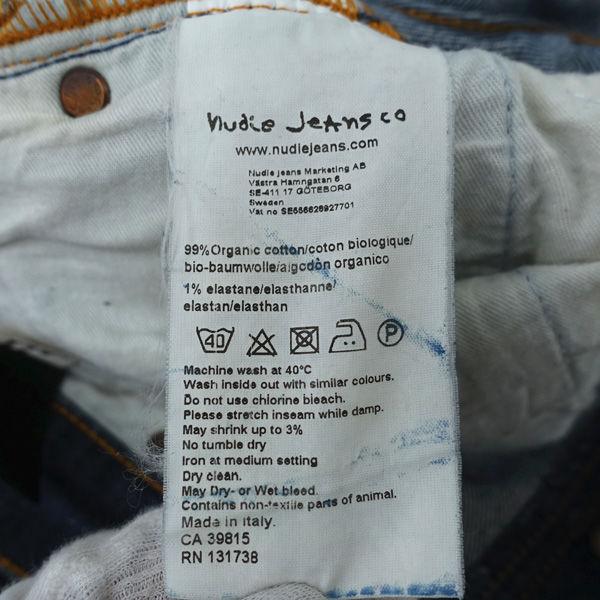 nudie Jeans co
www.nudiejeans.com
Nudie Jeans Marketing AB
Västra Hamngatan 6
SE-411 17 GÖTEBORG
Sweden
Vat no SE556626927701
99%Organic cotton/coton biologique/
bio-baumwolle/algodòn organico
1% elastane/elasthanne/
elastan/elasthan
40 P
Machine wash at 40°C
Wash inside out with similar colours.
Do not use chlorine bleach.
Please stretch inseam while damp.
May shrink up to 3%
No tumble dry
Iron at medium setting
Dry clean.
May Dry- or Wet bleed.
Contains non-textile parts of animal.
Made in Italy.
CA 39815
RN 131738